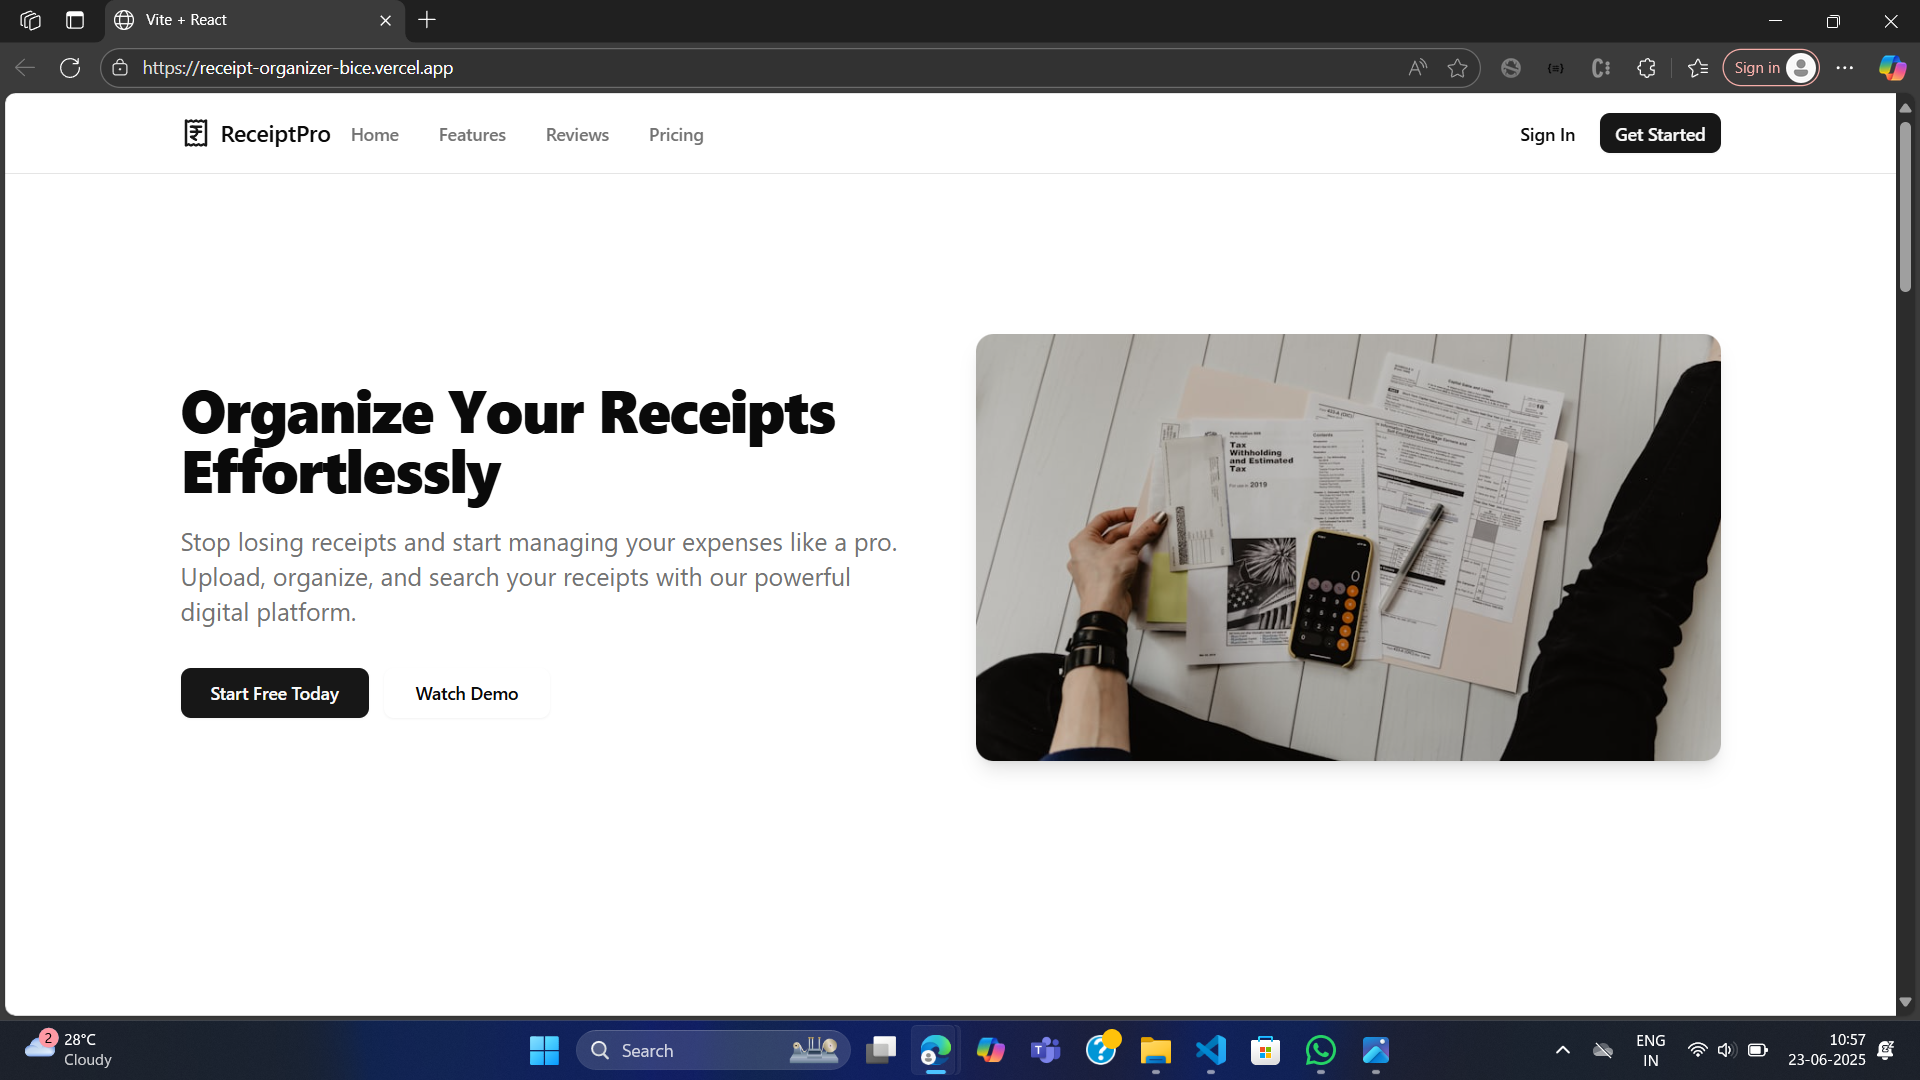 Vite + React
https://receipt-organizer-bice.vercel.app
Sign in
ReceiptPro
Home
Features
Reviews
Pricing
Sign In
Get Started
Organize Your Receipts
Effortlessly
Stop losing receipts and start managing your expenses like a pro.
Upload, organize, and search your receipts with our powerful
digital platform.
Start Free Today
Watch Demo
Tax
Withholding
and Estimated
Tax
2019
Contents
2
28°C
Cloudy
Search
ENG
IN
10:57
23-06-2025